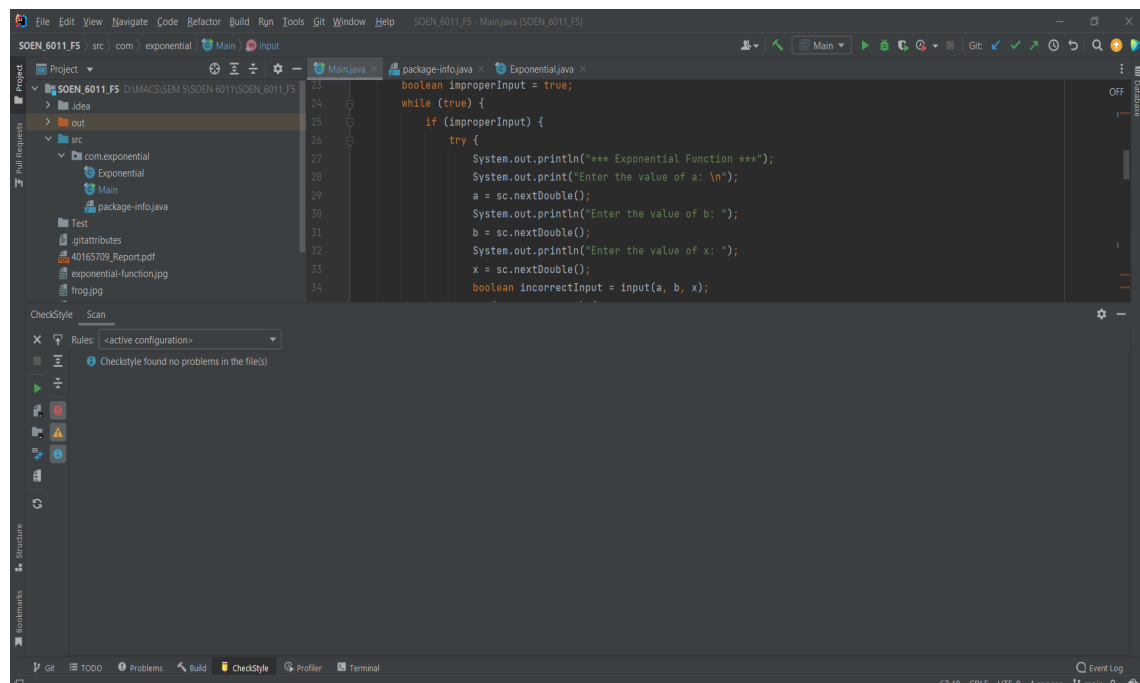 File Edit View Navigate Code Refactor Build Run Tools Git Window Help SOEN_6011_F5 - Main.java [SOEN_6011_F5]
SOEN_6011_F5 src com exponential Main input Main Git:
Project Main.java package-info.java Exponential.java
Project
Pull Requests
Database
OFF
SOEN_6011_F5 D:\MACS\SEM 5\SOEN 6011\SOEN_6011_F5
.idea
out
src
com.exponential
Exponential
Main
package-info.java
Test
.gitattributes
40165709_Report.pdf
exponential-function.jpg
frog.jpg
23 boolean improperInput = true;
24 while (true) {
25 if (improperInput) {
26 try {
27 System.out.println("*** Exponential Function ***");
28 System.out.print("Enter the value of a: \n");
29 a = sc.nextDouble();
30 System.out.println("Enter the value of b: ");
31 b = sc.nextDouble();
32 System.out.println("Enter the value of x: ");
33 x = sc.nextDouble();
34 boolean incorrectInput = input(a, b, x);
CheckStyle Scan
Rules: <active configuration>
Checkstyle found no problems in the file(s)
Structure
Bookmarks
Git TODO Problems Build CheckStyle Profiler Terminal Event Log